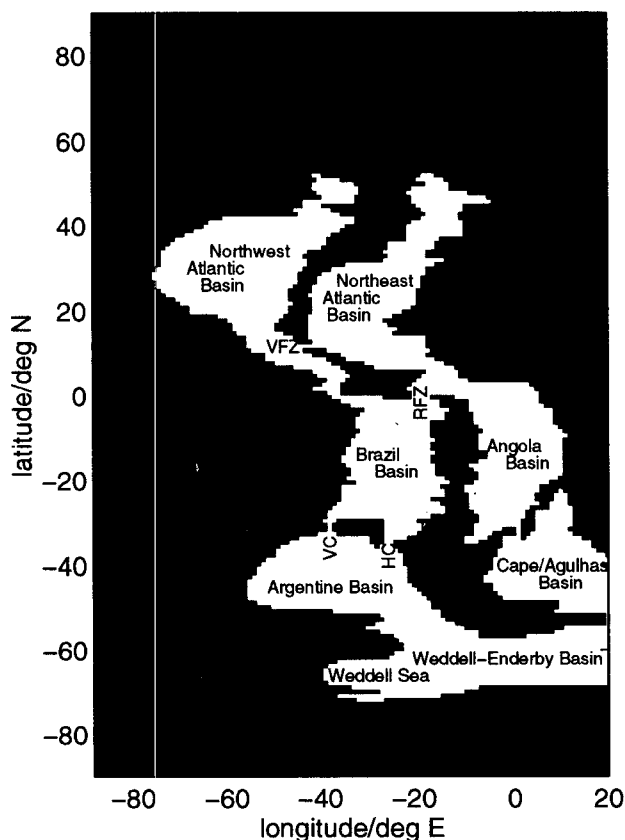 80
60
40
20
0
−20
−40
−60
−80
latitude/deg N
Northwest
Atlantic
Basin
Northeast
Atlantic
Basin
VFZ
RFZ
Brazil
Basin
Angola
Basin
VC
HC
Argentine Basin
Cape/Agulhas
Basin
Weddell−Enderby Basin
Weddell Sea
−80
−60
−40
−20
0
20
longitude/deg E